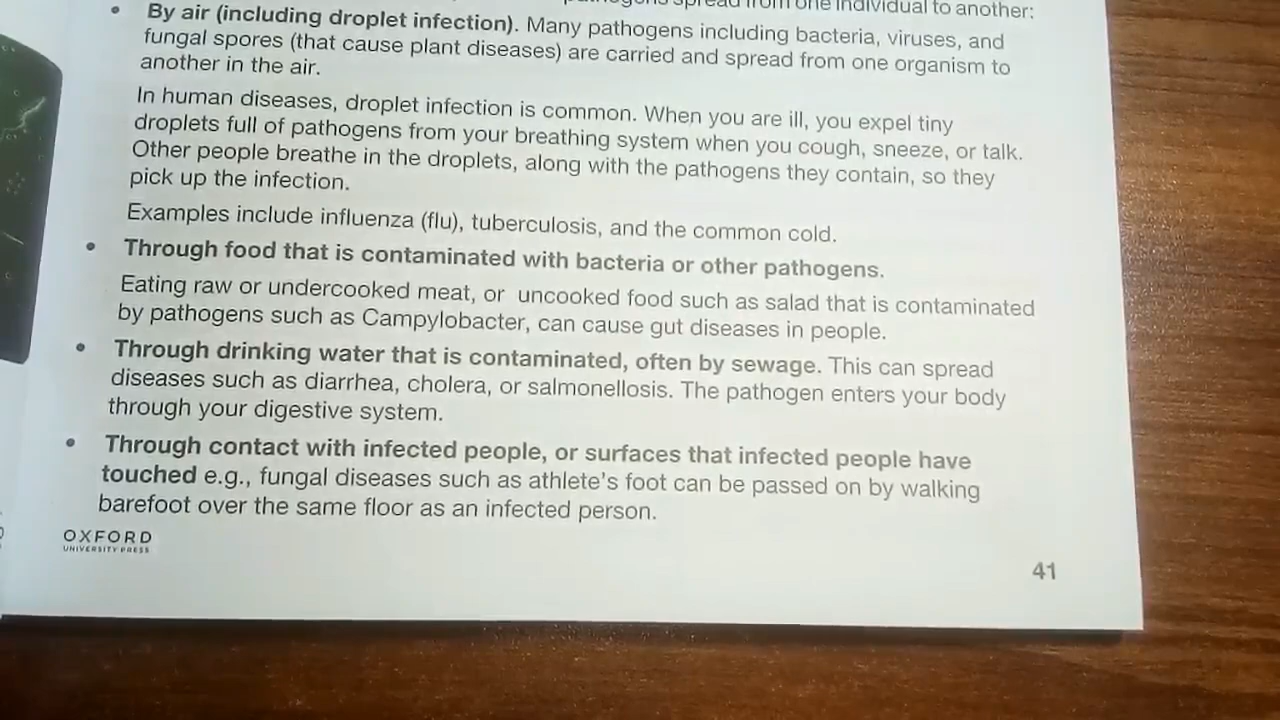 pathogens spread from one individual to another:
• By air (including droplet infection). Many pathogens including bacteria, viruses, and
fungal spores (that cause plant diseases) are carried and spread from one organism to
another in the air.
In human diseases, droplet infection is common. When you are ill, you expel tiny
droplets full of pathogens from your breathing system when you cough, sneeze, or talk.
Other people breathe in the droplets, along with the pathogens they contain, so they
pick up the infection.
Examples include influenza (flu), tuberculosis, and the common cold.
• Through food that is contaminated with bacteria or other pathogens.
Eating raw or undercooked meat, or uncooked food such as salad that is contaminated
by pathogens such as Campylobacter, can cause gut diseases in people.
• Through drinking water that is contaminated, often by sewage. This can spread
diseases such as diarrhea, cholera, or salmonellosis. The pathogen enters your body
through your digestive system.
• Through contact with infected people, or surfaces that infected people have
touched e.g., fungal diseases such as athlete's foot can be passed on by walking
barefoot over the same floor as an infected person.
OXFORD
UNIVERSITY PRESS
41